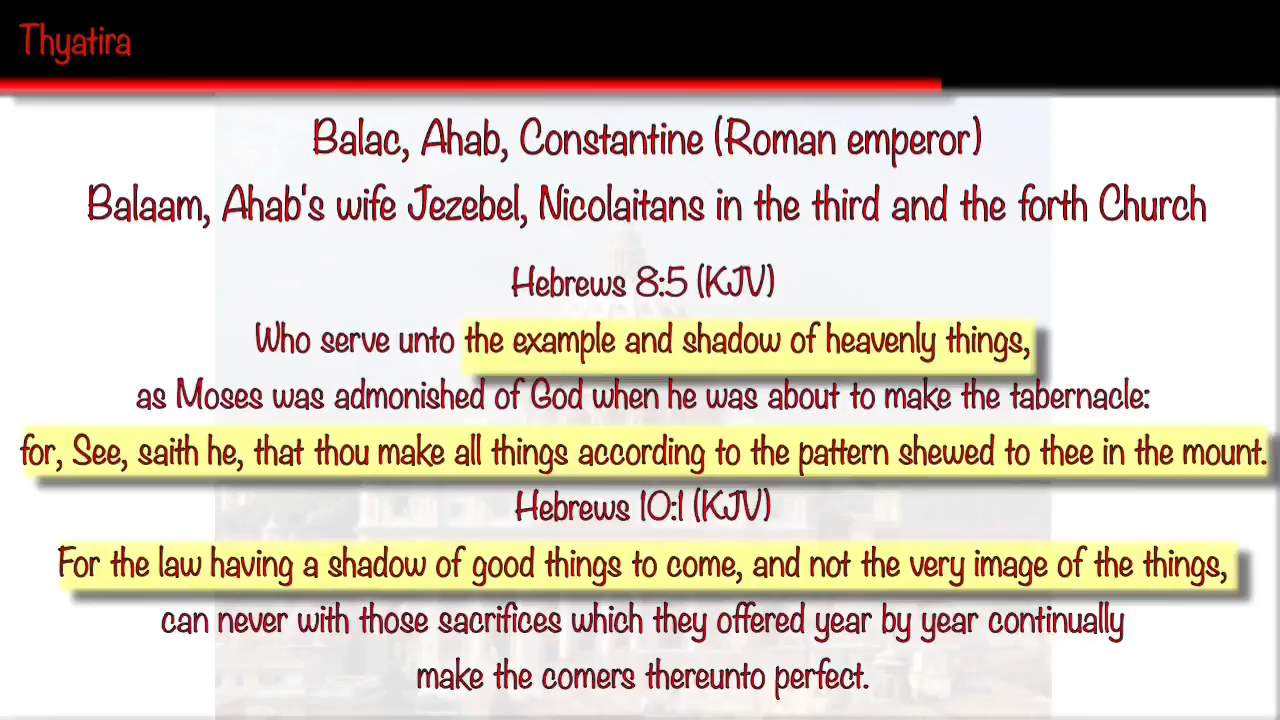 Thyatira
Balac, Ahab, Constantine (Roman emperor)
Balaam, Ahab's wife Jezebel, Nicolaitans in the third and the forth Church
Hebrews 8:5 (KJV)
Who serve unto the example and shadow of heavenly things,
as Moses was admonished of God when he was about to make the tabernacle:
for, See, saith he, that thou make all things according to the pattern shewed to thee in the mount.
Hebrews 10:1 (KJV)
For the law having a shadow of good things to come, and not the very image of the things,
can never with those sacrifices which they offered year by year continually
make the comers thereunto perfect.